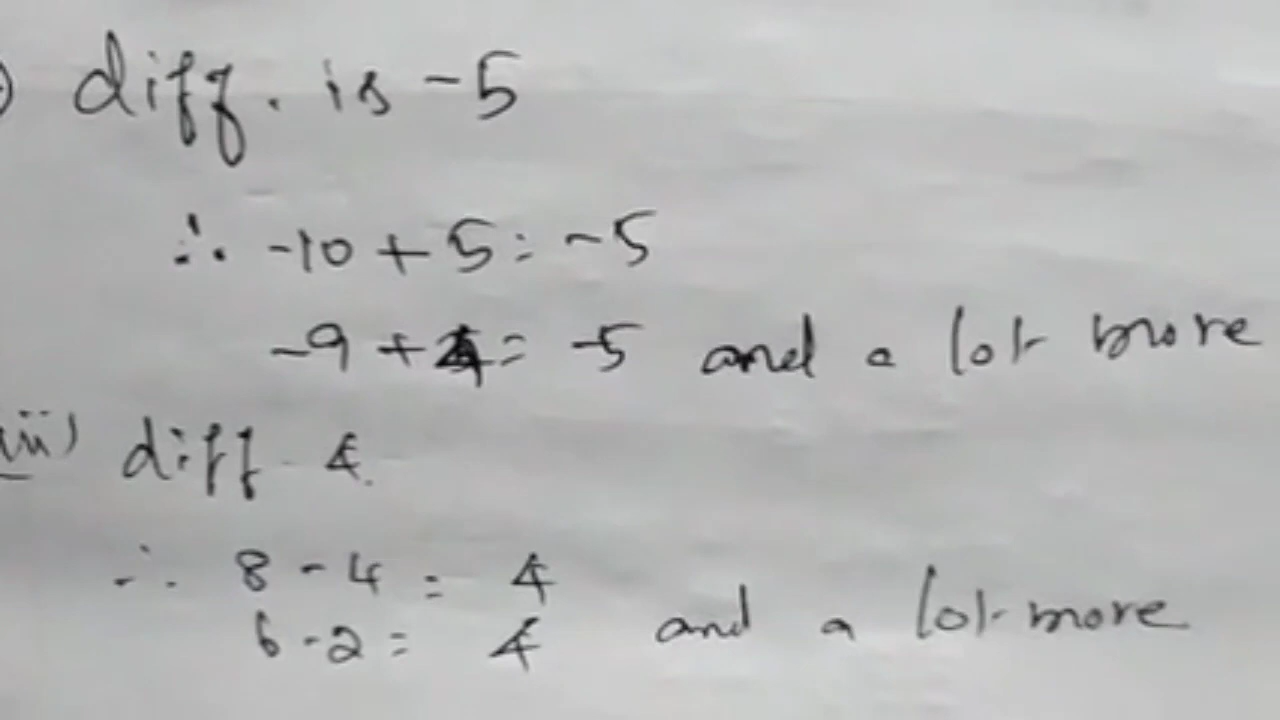 ) diff. is -5
∴ -10 + 5 = -5
-9 + 4 = -5 and a lot more
iii) diff 4.
∴ 8 - 4 = 4
6 - 2 = 4 and a lot more